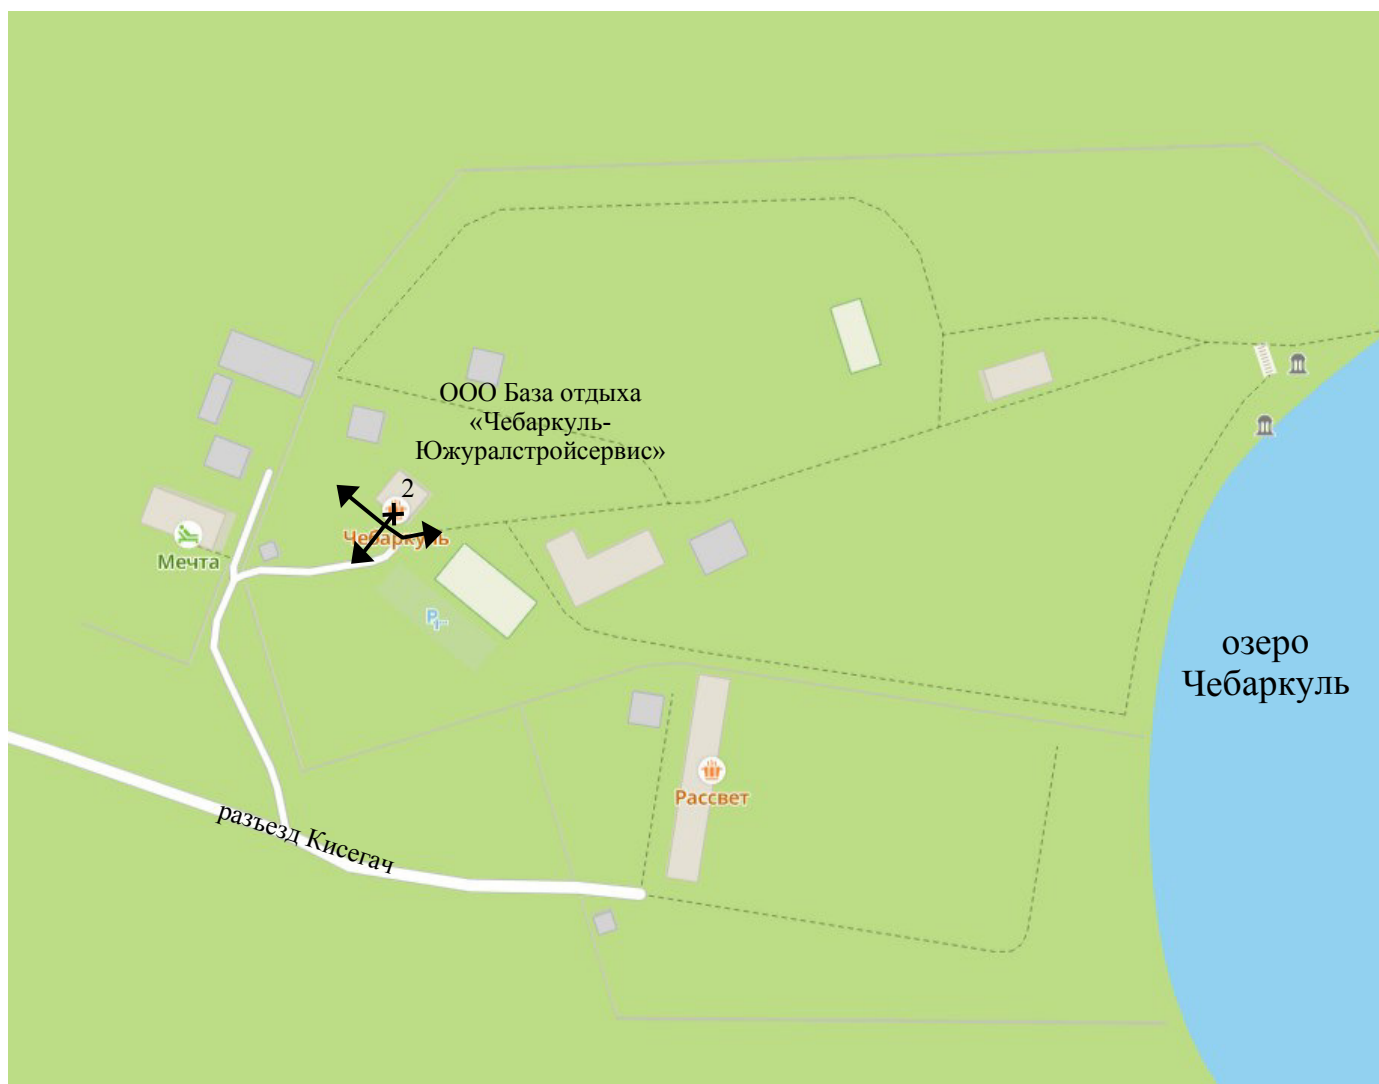 ООО База отдыха
«Чебаркуль-
Южуралстройсервис»
2
Чебаркуль
Мечта
P
озеро
Чебаркуль
Рассвет
разъезд Кисегач